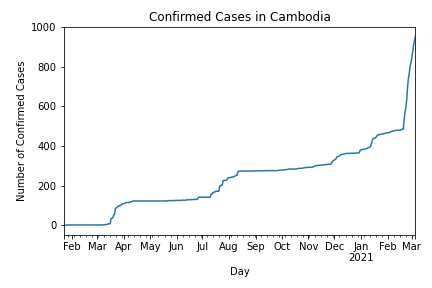 Confirmed Cases in Cambodia
1000
800
600
400
200
0
Number of Confirmed Cases
Feb Mar Apr May Jun Jul Aug Sep Oct Nov Dec Jan Feb Mar
2021
Day